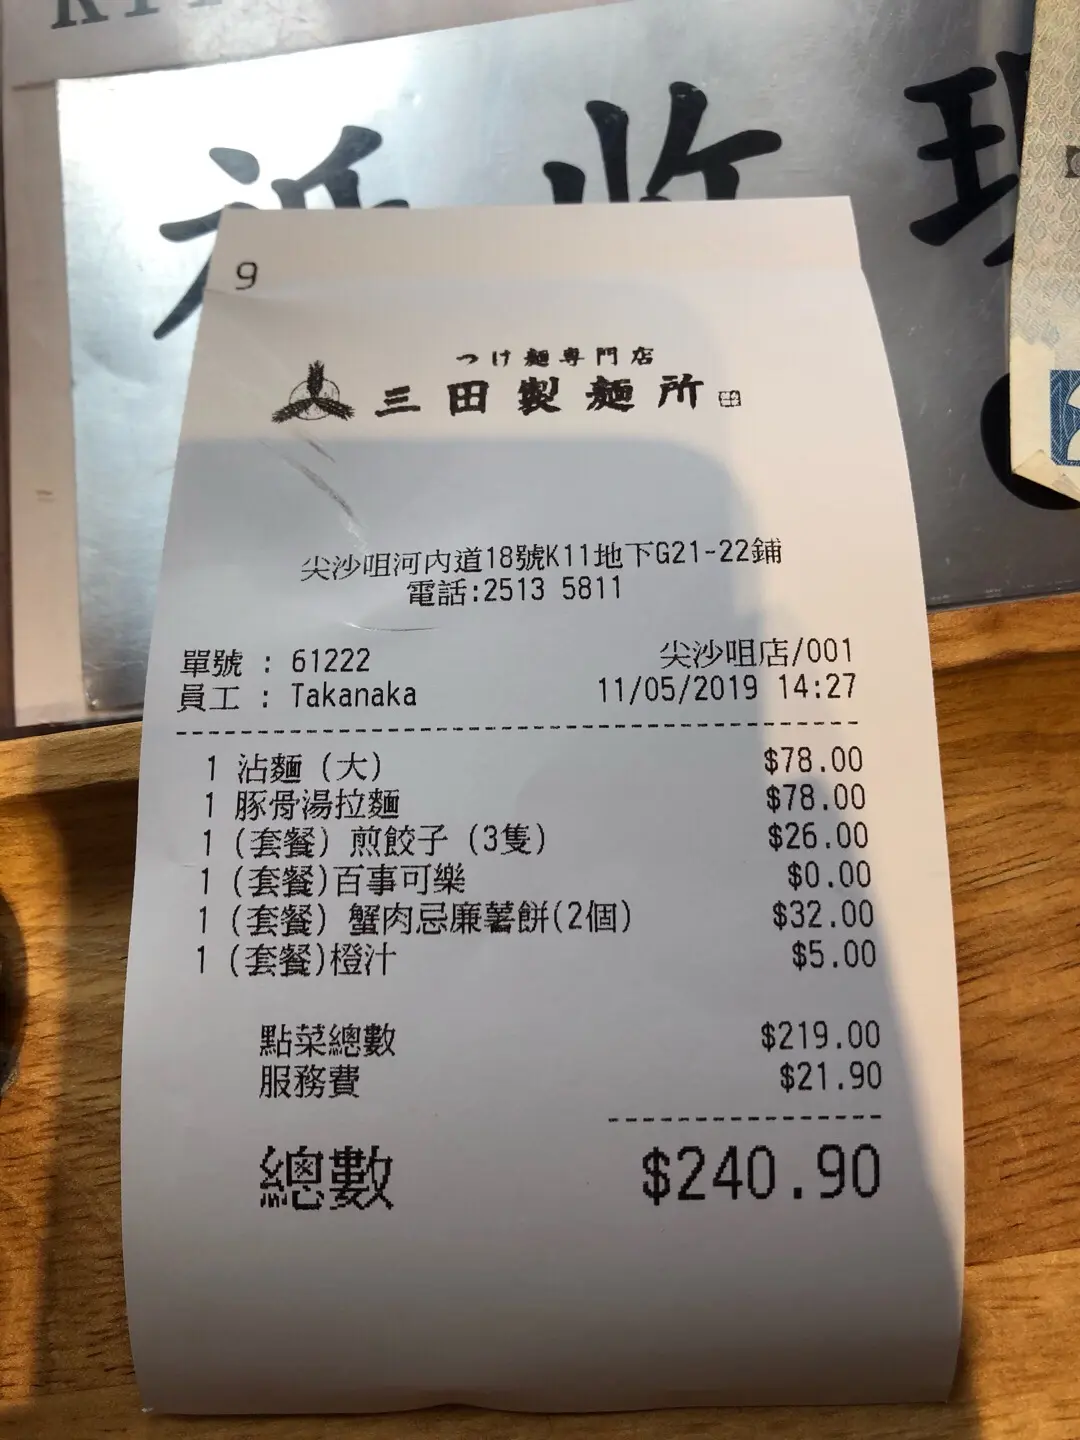 收
9
つけ麺専門店
三田製麺所
尖沙咀河內道18號K11地下G21-22鋪
電話:2513 5811
單號 : 61222
尖沙咀店/001
員工 : Takanaka
11/05/2019 14:27
1 沾麵 (大) $78.00
1 豚骨湯拉麵 $78.00
1 (套餐) 煎餃子 (3隻) $26.00
1 (套餐)百事可樂 $0.00
1 (套餐) 蟹肉忌廉薯餅(2個) $32.00
1 (套餐)橙汁 $5.00
點菜總數 $219.00
服務費 $21.90
總數 $240.90